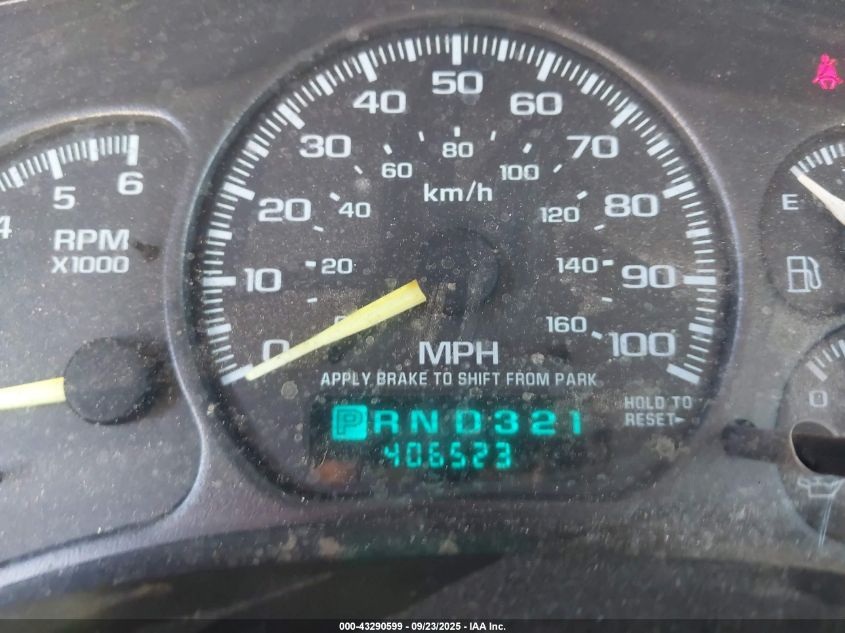 50
40
60
30
70
80
60
100
km/h
20
40
120
80
10
20
140
90
0
160
100
MPH
APPLY BRAKE TO SHIFT FROM PARK
PRND321
406,523
HOLD TO
RESET
4
5
6
RPM
X1000
E
0
000-43290599 - 09/23/2025 - IAA Inc.